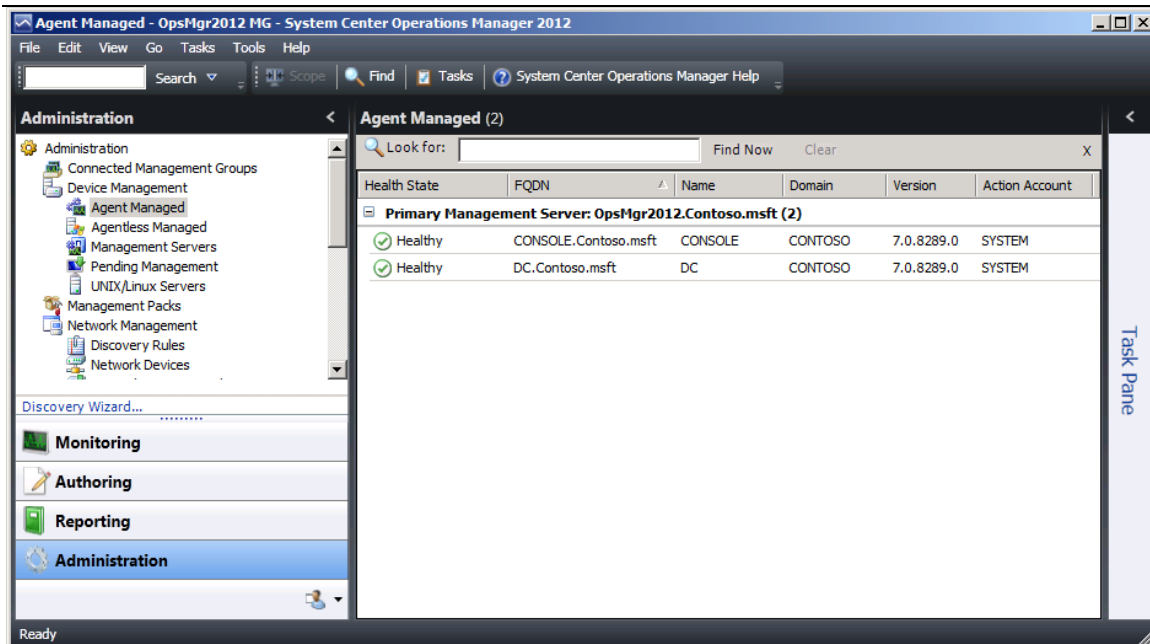 Agent Managed - OpsMgr2012 MG - System Center Operations Manager 2012
File Edit View Go Tasks Tools Help
Search Scope Find Tasks System Center Operations Manager Help
Administration
Administration
Connected Management Groups
Device Management
Agent Managed
Agentless Managed
Management Servers
Pending Management
UNIX/Linux Servers
Management Packs
Network Management
Discovery Rules
Network Devices
Discovery Wizard...
Monitoring
Authoring
Reporting
Administration
Agent Managed (2)
Look for: Find Now Clear X
Health State FQDN Name Domain Version Action Account
Primary Management Server: OpsMgr2012.Contoso.msft (2)
Healthy CONSOLE.Contoso.msft CONSOLE CONTOSO 7.0.8289.0 SYSTEM
Healthy DC.Contoso.msft DC CONTOSO 7.0.8289.0 SYSTEM
Task Pane
Ready